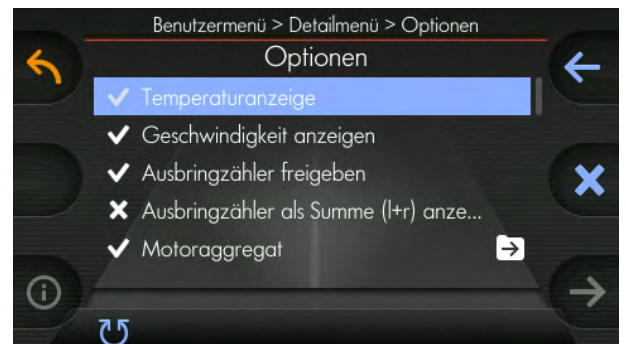 Benutzermenü > Detailmenü > Optionen
Optionen
Temperaturanzeige
Geschwindigkeit anzeigen
Ausbringzähler freigeben
Ausbringzähler als Summe (l+r) anze...
Motoraggregat